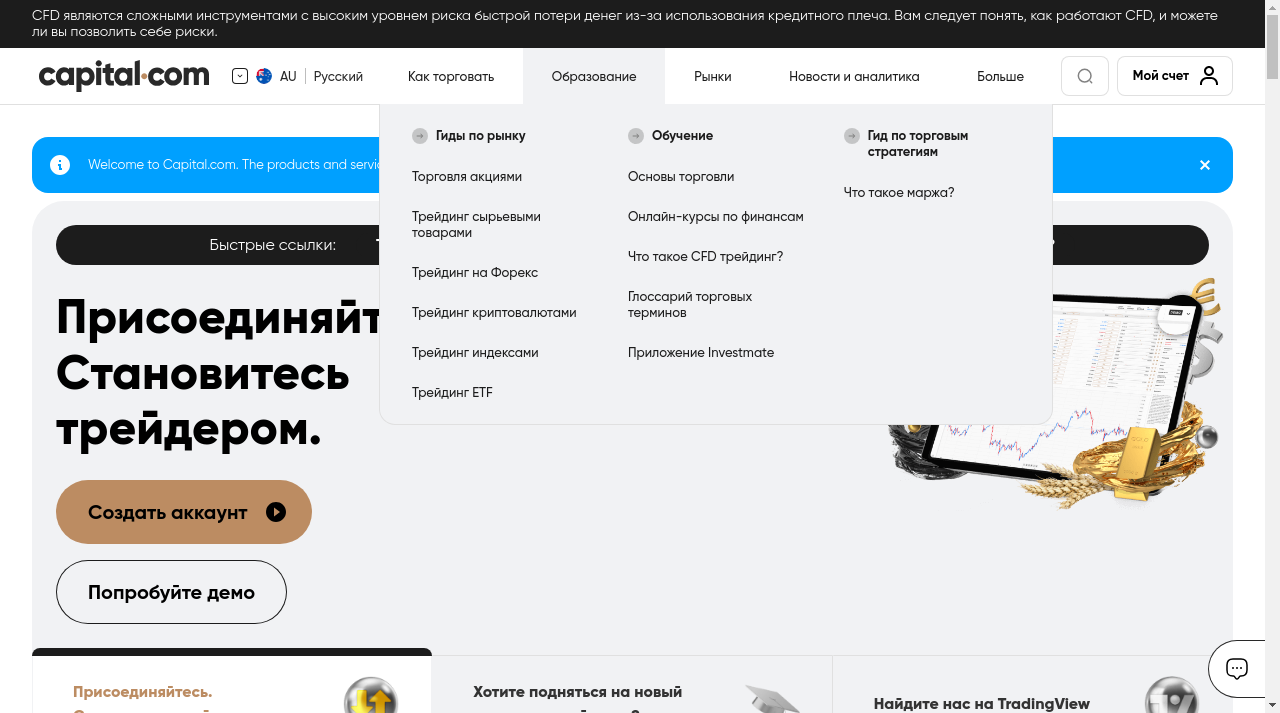 CFD являются сложными инструментами с высоким уровнем риска быстрой потери денег из-за использования кредитного плеча. Вам следует понять, как работают CFD, и можете
ли вы позволить себе риски.
capital.com
AU
Русский
Как торговать
Образование
Рынки
Новости и аналитика
Больше
Мой счет
Гиды по рынку
Торговля акциями
Трейдинг сырьевыми
товарами
Трейдинг на Форекс
Трейдинг криптовалютами
Трейдинг индексами
Трейдинг ETF
Обучение
Основы торговли
Онлайн-курсы по финансам
Что такое CFD трейдинг?
Глоссарий торговых
терминов
Приложение Investmate
Гид по торговым
стратегиям
Что такое маржа?
Welcome to Capital.com. The products and
Быстрые ссылки:
Становитесь
трейдером.
Создать аккаунт
Попробуйте демо
Присоединяйтесь.
Хотите подняться на новый
Найдите нас на TradingView